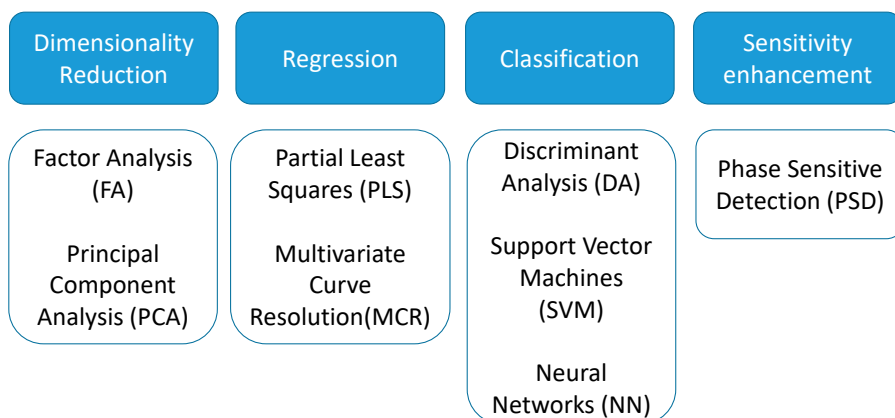 Dimensionality
Reduction
Regression
Classification
Sensitivity
enhancement
Factor Analysis
(FA)
Principal
Component
Analysis (PCA)
Partial Least
Squares (PLS)
Multivariate
Curve
Resolution(MCR)
Discriminant
Analysis (DA)
Support Vector
Machines
(SVM)
Neural
Networks (NN)
Phase Sensitive
Detection (PSD)